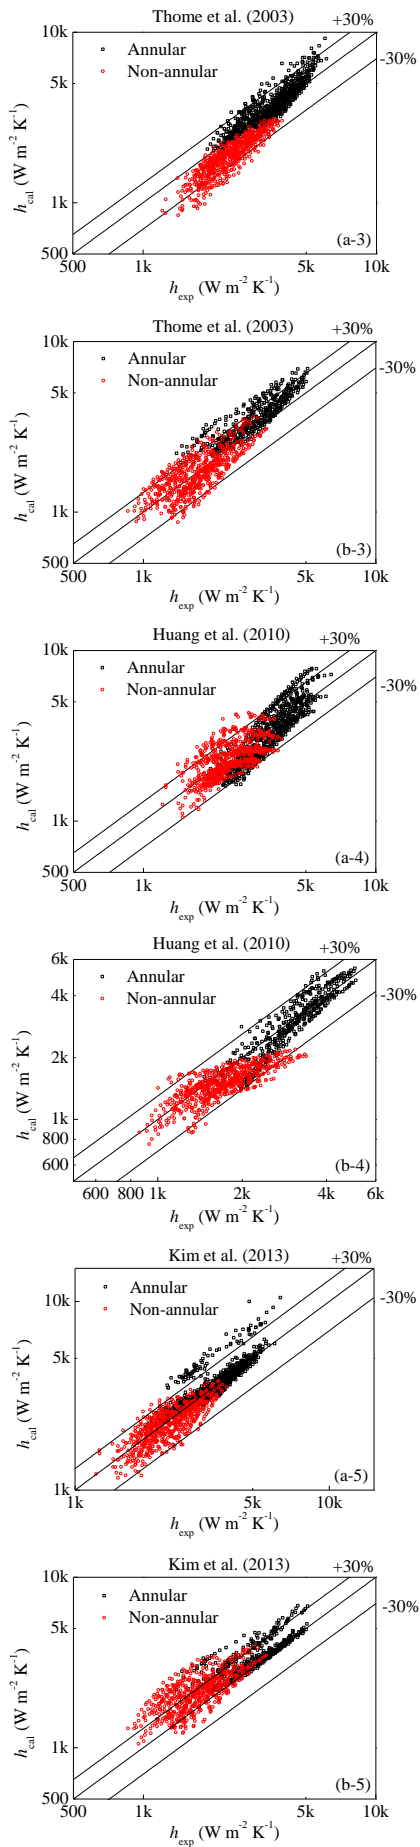 Thome et al. (2003)
+30%
10k
Annular
-30%
Non-annular
5k
h_cal (W m⁻² K⁻¹)
1k
(a-3)
500
500 1k 5k 10k
h_exp (W m⁻² K⁻¹)
Thome et al. (2003)
+30%
10k
Annular
-30%
Non-annular
5k
h_cal (W m⁻² K⁻¹)
1k
(b-3)
500
500 1k 5k 10k
h_exp (W m⁻² K⁻¹)
Huang et al. (2010)
+30%
10k
Annular
-30%
Non-annular
5k
h_cal (W m⁻² K⁻¹)
1k
(a-4)
500
500 1k 5k 10k
h_exp (W m⁻² K⁻¹)
Huang et al. (2010)
+30%
6k
Annular
4k
-30%
Non-annular
2k
h_cal (W m⁻² K⁻¹)
1k
800
600
(b-4)
600 800 1k 2k 4k 6k
h_exp (W m⁻² K⁻¹)
Kim et al. (2013)
+30%
Annular
10k
-30%
Non-annular
5k
h_cal (W m⁻² K⁻¹)
(a-5)
1k
1k 5k 10k
h_exp (W m⁻² K⁻¹)
Kim et al. (2013)
+30%
10k
Annular
-30%
Non-annular
5k
h_cal (W m⁻² K⁻¹)
1k
(b-5)
500
500 1k 5k 10k
h_exp (W m⁻² K⁻¹)